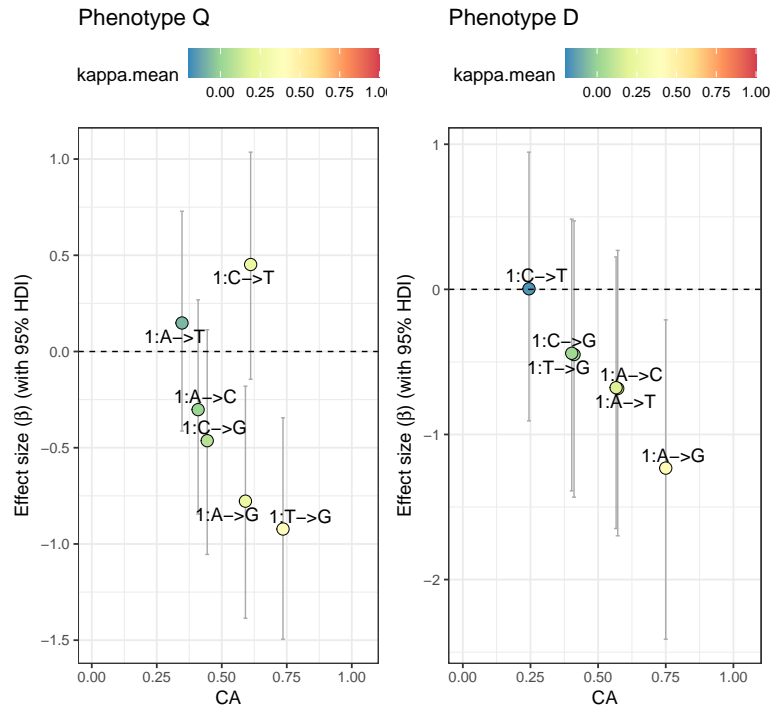 Phenotype Q
kappa.mean
0.00 0.25 0.50 0.75 1.0
Effect size (β) (with 95% HDI)
1.0
0.5
0.0
−0.5
−1.0
−1.5
1:C−>T
1:A−>T
1:A−>C
1:C−>G
1:A−>G
1:T−>G
0.00 0.25 0.50 0.75 1.00
CA
Phenotype D
kappa.mean
0.00 0.25 0.50 0.75 1.00
Effect size (β) (with 95% HDI)
1
0
−1
−2
1:C−>T
1:C−>G
1:T−>G
1:A−>C
1:A−>T
1:A−>G
0.00 0.25 0.50 0.75 1.00
CA